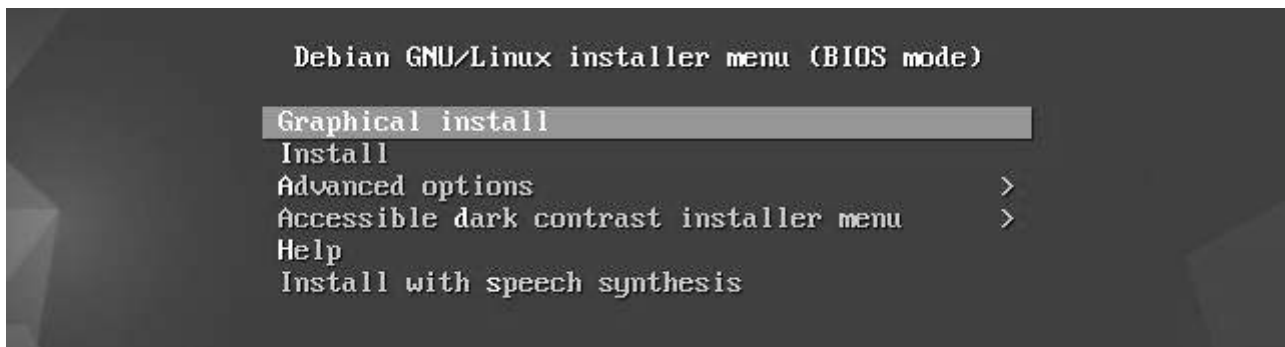 Debian GNU/Linux installer menu (BIOS mode)
Graphical install
Install
Advanced options >
Accessible dark contrast installer menu >
Help
Install with speech synthesis